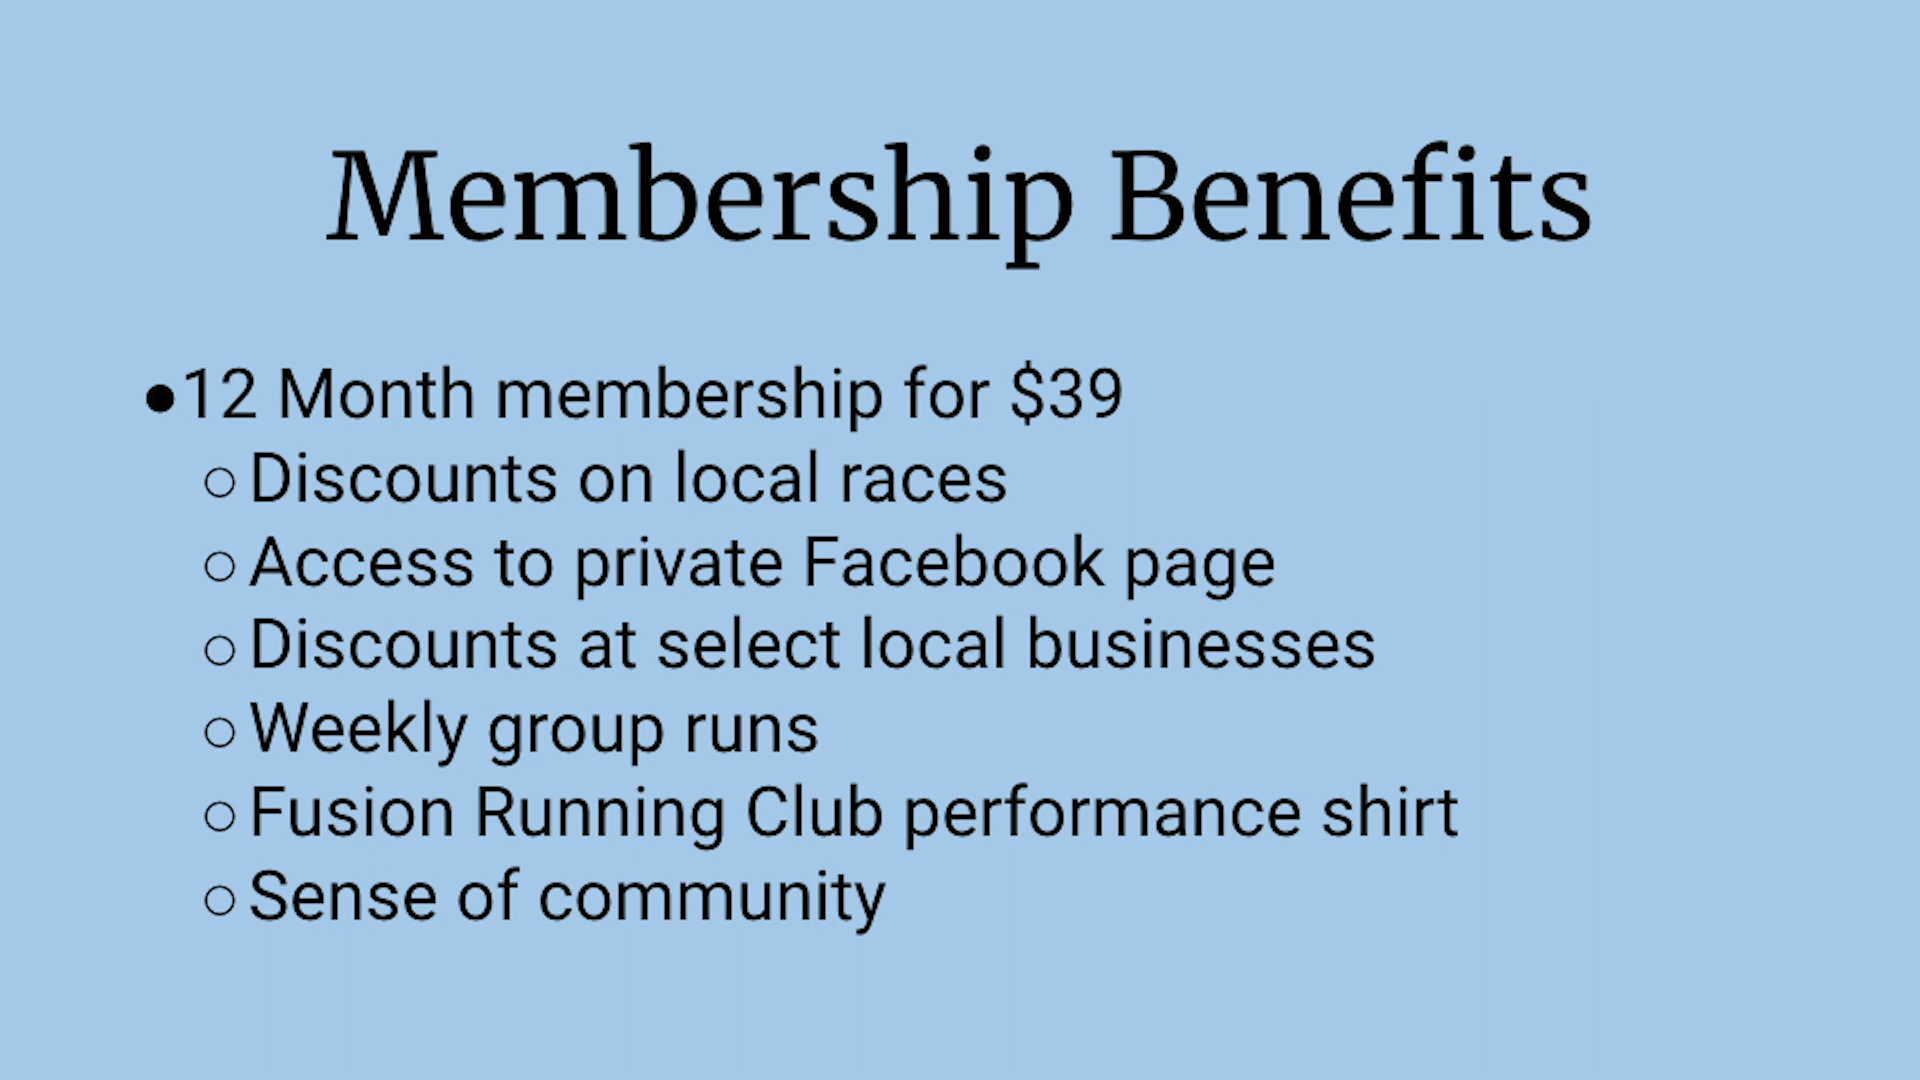 Membership Benefits
●12 Month membership for $39
○ Discounts on local races
○ Access to private Facebook page
○ Discounts at select local businesses
○ Weekly group runs
○ Fusion Running Club performance shirt
○ Sense of community